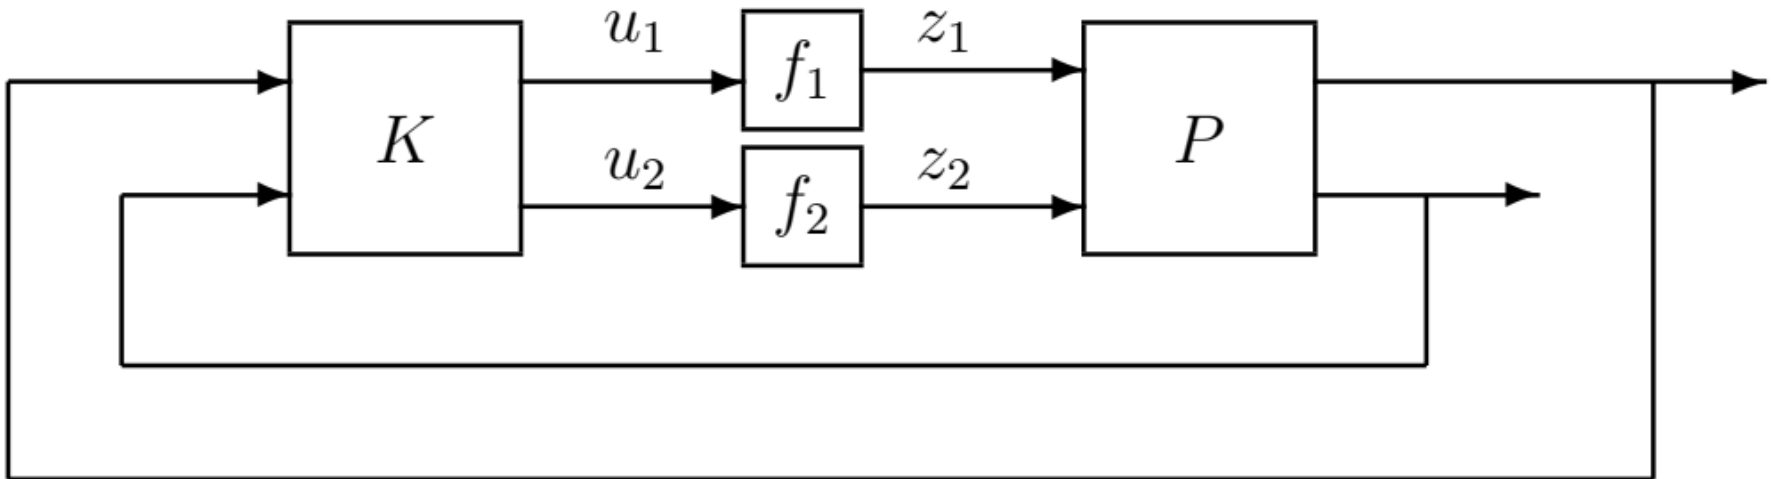 u₁ z₁
f₁
K P
u₂ z₂
f₂